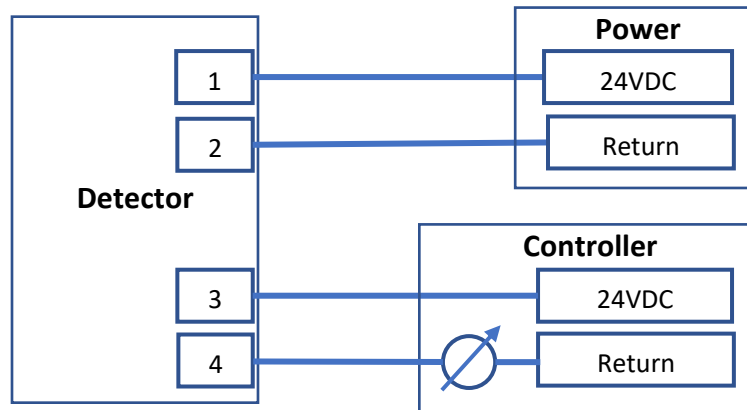 Power
1
24VDC
2
Return
Detector
Controller
3
24VDC
4
Return